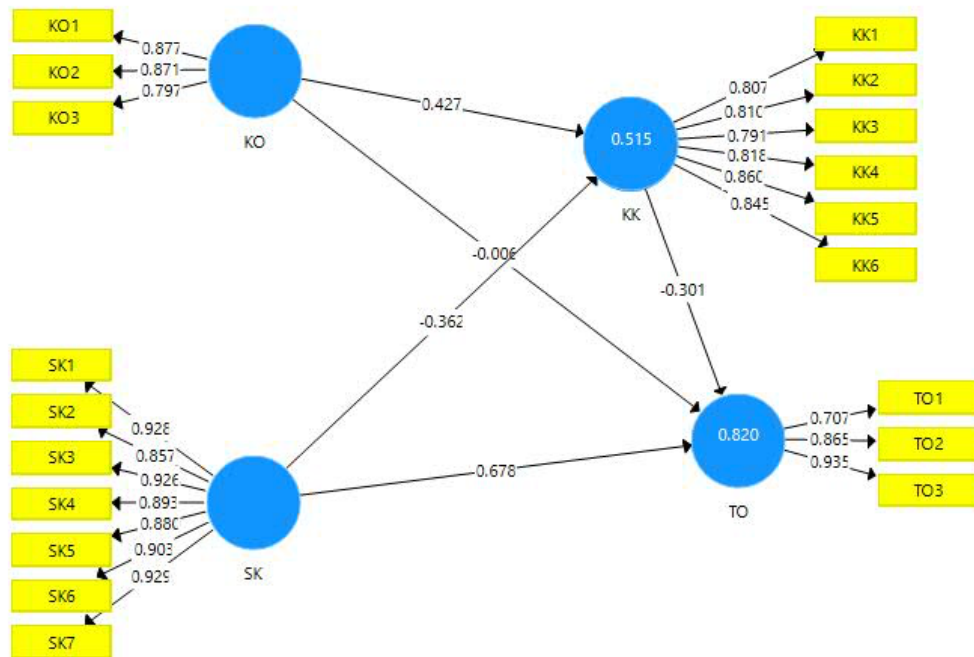 KO1
KO2
KO3
0.877
0.871
0.797
KO
0.427
-0.006
0.515
KK
0.807
0.810
0.791
0.818
0.860
0.845
KK1
KK2
KK3
KK4
KK5
KK6
-0.362
-0.301
SK1
SK2
SK3
SK4
SK5
SK6
SK7
0.928
0.857
0.926
0.893
0.880
0.903
0.929
SK
0.678
0.820
TO
0.707
0.865
0.935
TO1
TO2
TO3